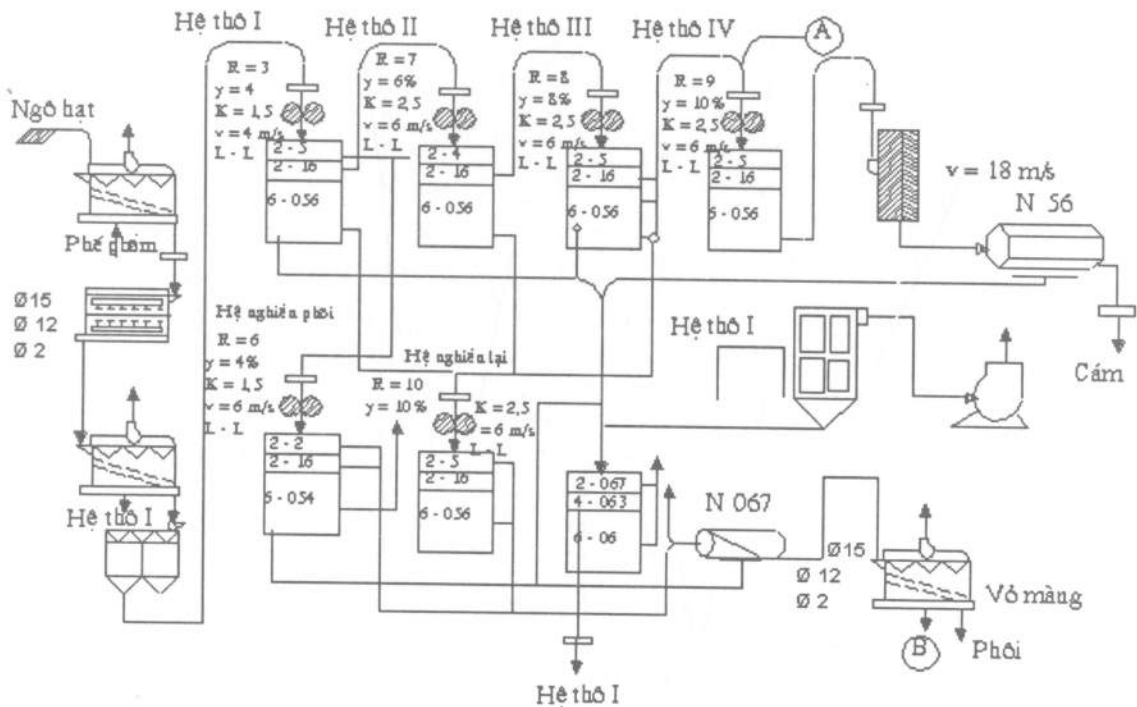 Hệ thô I
Hệ thô II
Hệ thô III
Hệ thô IV
A
R = 3
y = 4
K = 1,5
v = 4 m/s
L - L
R = 7
y = 6%
K = 2,5
v = 6 m/s
L - L
R = 8
y = 8%
K = 2,5
v = 6 m/s
L - L
R = 9
y = 10%
K = 2,5
v = 6 m/s
L - L
Ngô hạt
2 - 5
2 - 16
6 - 056
2 - 4
2 - 16
6 - 056
2 - 5
2 - 16
6 - 056
2 - 5
2 - 16
6 - 056
v = 18 m/s
N 56
Phế phẩm
Ø 15
Ø 12
Ø 2
Hệ nghiền phôi
R = 6
y = 4%
K = 1,5
v = 6 m/s
L - L
Hệ nghiền lại
R = 10
y = 10%
K = 2,5
= 6 m/s
L - L
Hệ thô I
Cám
2 - 2
2 - 16
6 - 054
2 - 5
2 - 16
6 - 056
2 - 067
4 - 063
6 - 06
N 067
Hệ thô I
Ø 15
Ø 12
Ø 2
Vỏ màng
B
Phôi
Hệ thô I